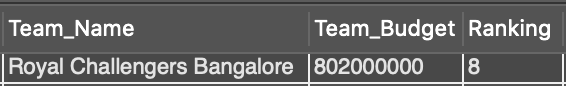 Team_Name Team_Budget Ranking
Royal Challengers Bangalore 802000000 8